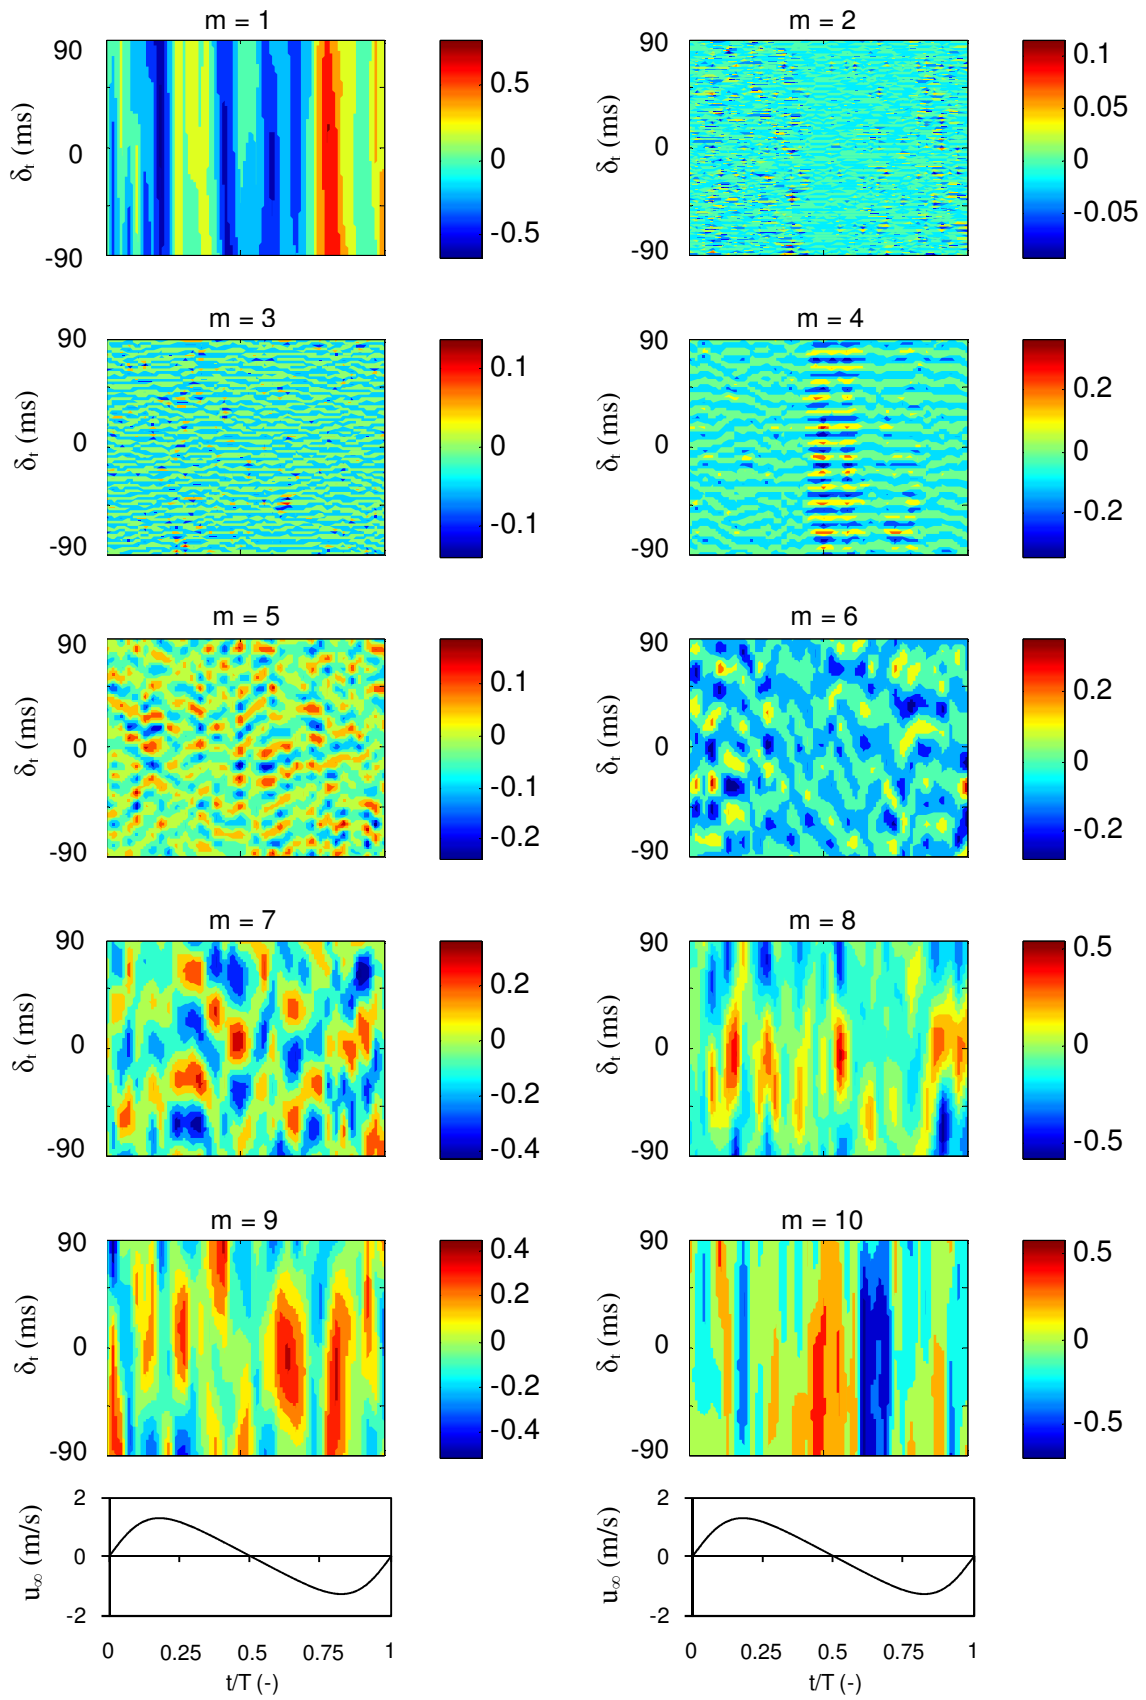 m = 1
m = 2
90
0
-90
δt (ms)
0.5
0
-0.5
90
0
-90
δt (ms)
0.1
0.05
0
-0.05
m = 3
m = 4
90
0
-90
δt (ms)
0.1
0
-0.1
90
0
-90
δt (ms)
0.2
0
-0.2
m = 5
m = 6
90
0
-90
δt (ms)
0.1
0
-0.1
-0.2
90
0
-90
δt (ms)
0.2
0
-0.2
m = 7
m = 8
90
0
-90
δt (ms)
0.2
0
-0.2
-0.4
90
0
-90
δt (ms)
0.5
0
-0.5
m = 9
m = 10
90
0
-90
δt (ms)
0.4
0.2
0
-0.2
-0.4
90
0
-90
δt (ms)
0.5
0
-0.5
2
0
-2
u∞ (m/s)
0 0.25 0.5 0.75 1
t/T (-)
2
0
-2
u∞ (m/s)
0 0.25 0.5 0.75 1
t/T (-)